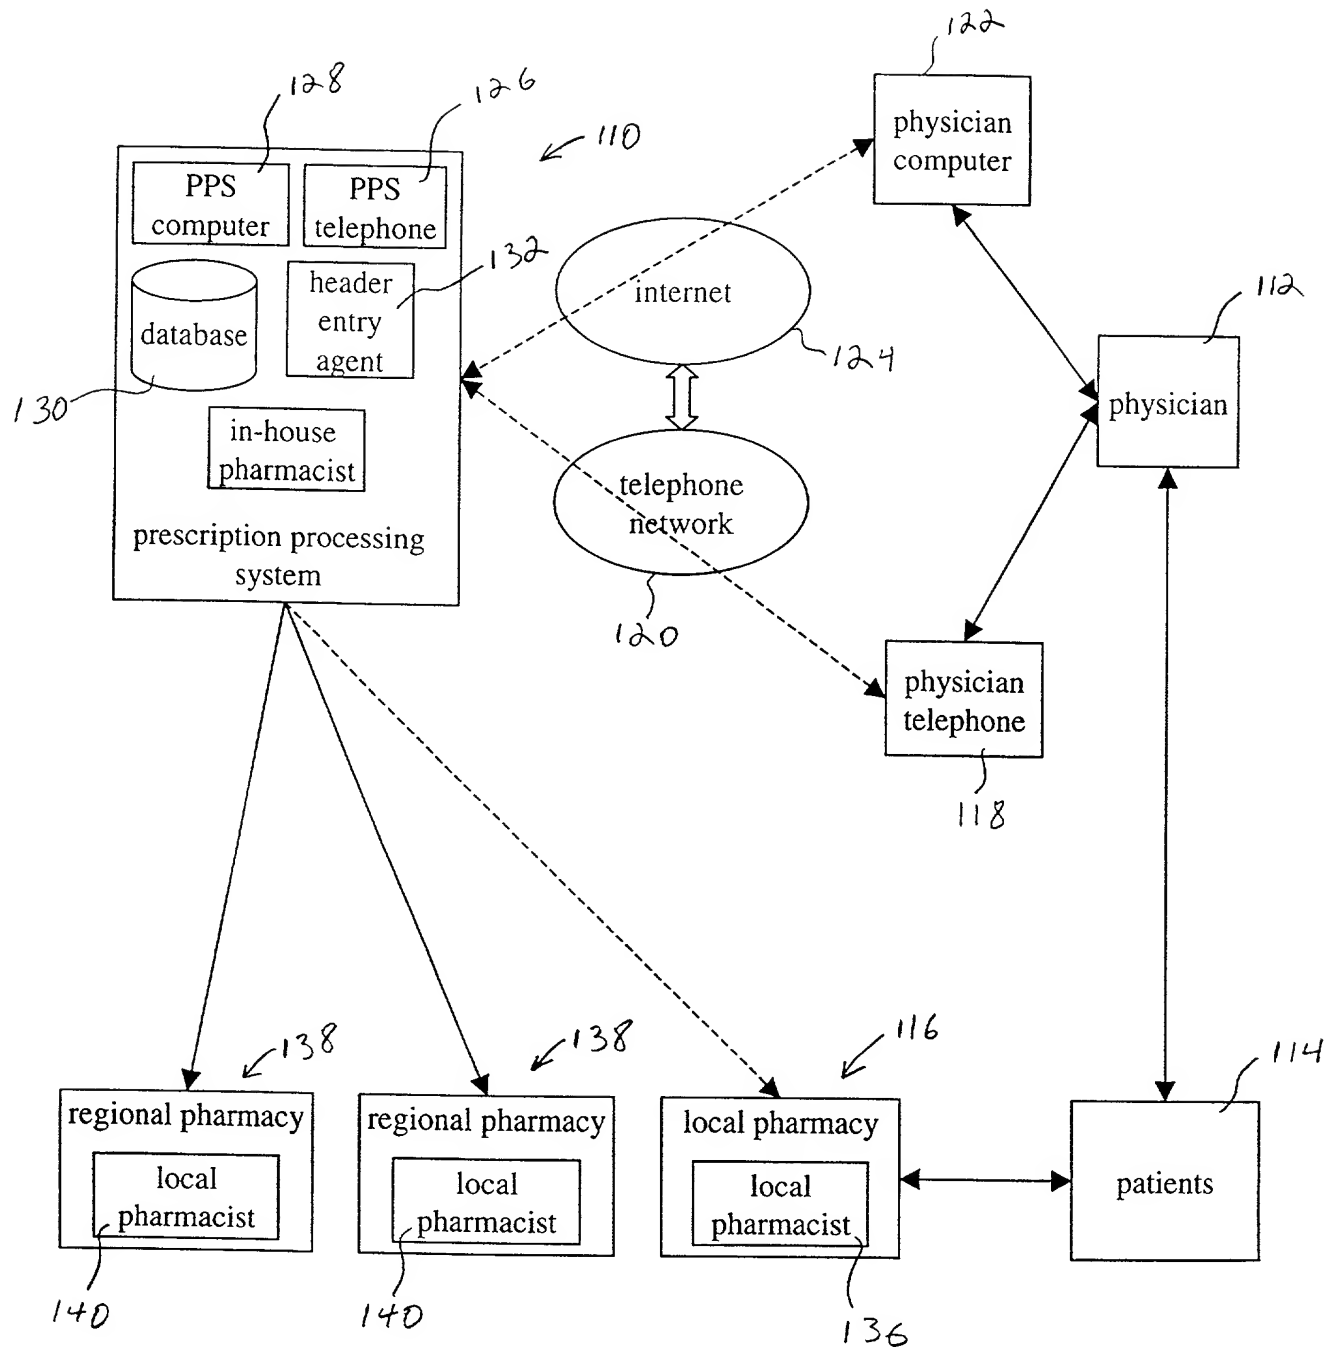 122
128
126
110
physician
computer
PPS
computer
PPS
telephone
132
header
entry
agent
internet
112
database
124
130
physician
in-house
pharmacist
telephone
network
prescription processing
system
120
physician
telephone
118
138
138
116
114
regional pharmacy
local
pharmacist
regional pharmacy
local
pharmacist
local pharmacy
local
pharmacist
patients
140
140
136